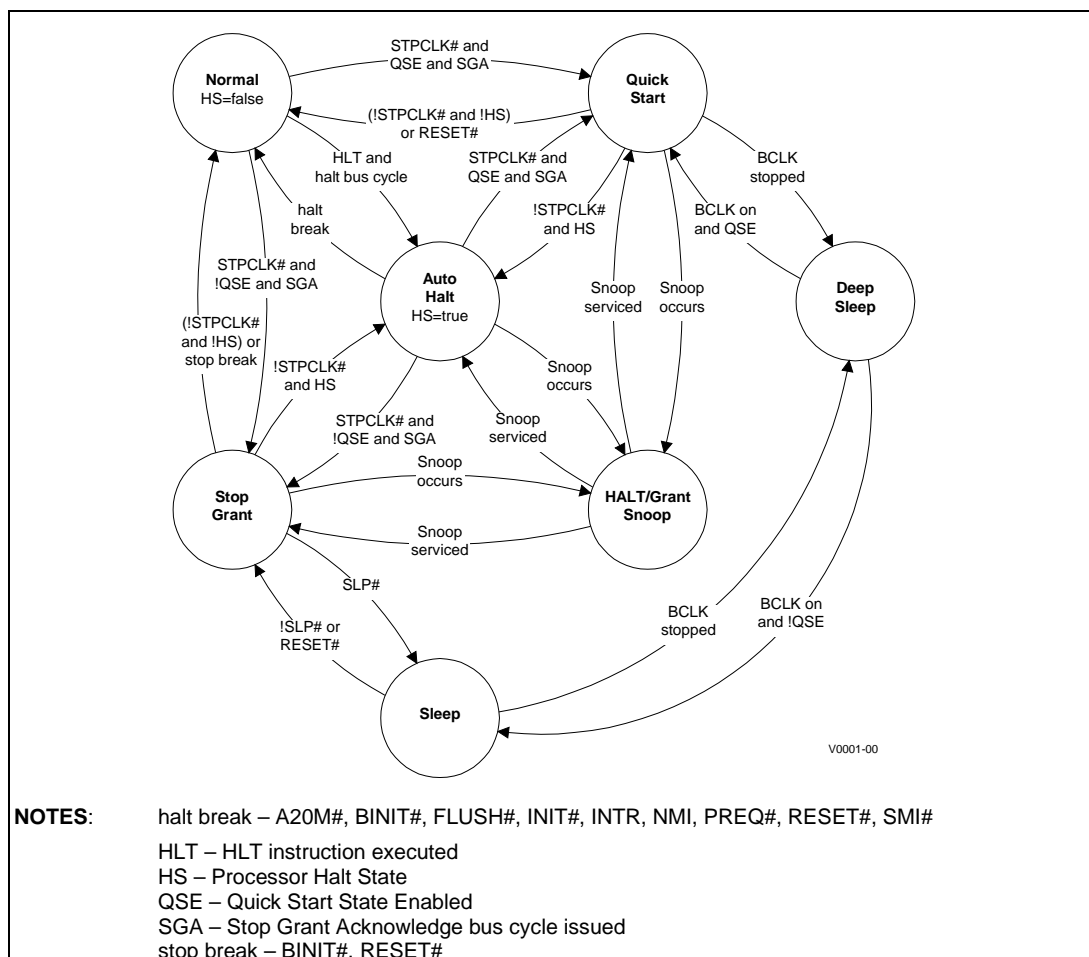 STPCLK# and
QSE and SGA
Normal
HS=false
Quick
Start
(!STPCLK# and !HS)
or RESET#
HLT and
halt bus cycle
STPCLK# and
QSE and SGA
BCLK
stopped
halt
break
!STPCLK#
and HS
BCLK on
and QSE
STPCLK# and
!QSE and SGA
Auto
Halt
HS=true
Snoop
serviced
Snoop
occurs
Deep
Sleep
(!STPCLK#
and !HS) or
stop break
!STPCLK#
and HS
Snoop
occurs
STPCLK# and
!QSE and SGA
Snoop
serviced
Snoop
occurs
Stop
Grant
HALT/Grant
Snoop
Snoop
serviced
SLP#
!SLP# or
RESET#
BCLK
stopped
BCLK on
and !QSE
Sleep
V0001-00
NOTES: halt break – A20M#, BINIT#, FLUSH#, INIT#, INTR, NMI, PREQ#, RESET#, SMI#
HLT – HLT instruction executed
HS – Processor Halt State
QSE – Quick Start State Enabled
SGA – Stop Grant Acknowledge bus cycle issued
stop break – BINIT#, RESET#